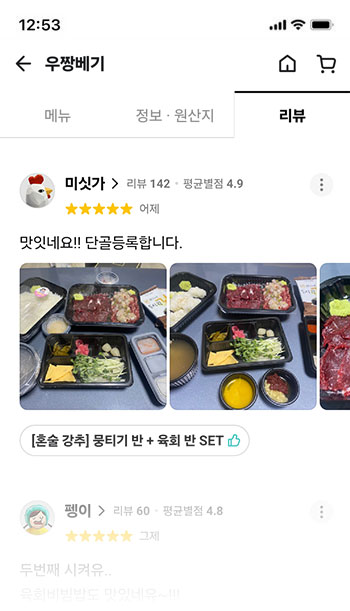 12:53
우짱베기
메뉴
정보 · 원산지
리뷰
미싯가 리뷰 142 · 평균별점 4.9
어제
맛잇네요!! 단골등록합니다.
[혼술 강추] 뭉티기 반 + 육회 반 SET
펭이 리뷰 60 · 평균별점 4.8
그제
두번째 시켜유..
육회비빔밥도 맛있네유~!!!